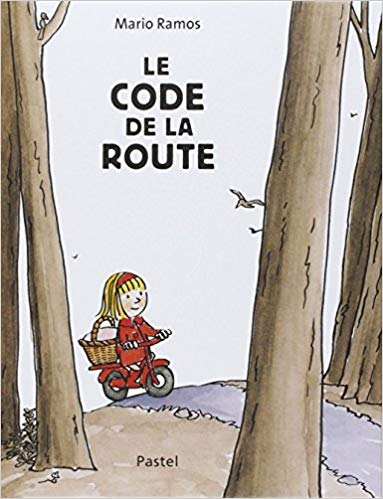 Mario Ramos
LE
CODE
DE LA
ROUTE
Pastel